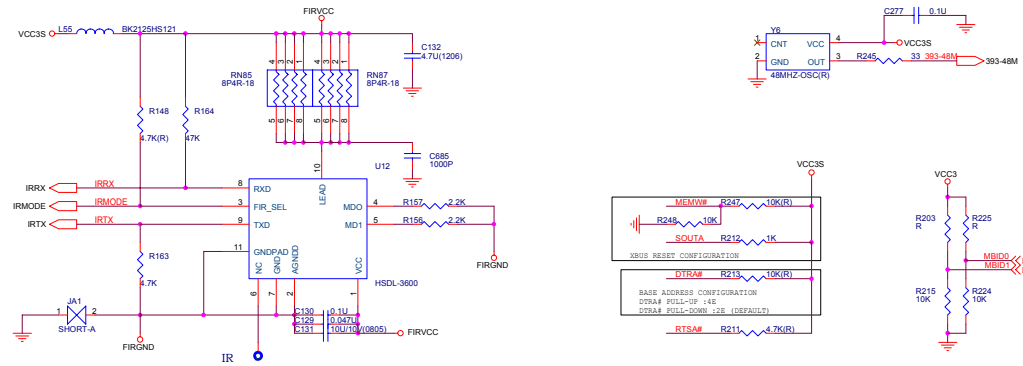 FIRVCC
VCC3S
L55
BK2125HS121
C132
4.7U(1206)
RN85
8P4R-18
4
3
2
1
4
3
2
1
RN87
8P4R-18
5
6
7
8
5
6
7
8
R148
4.7K(R)
R164
47K
C685
1000P
10
U12
IRRX
IRRX
8
RXD
LEAD
IRMODE
IRMODE
3
FIR_SEL
MDO
4
R157
2.2K
IRTX
IRTX
9
TXD
MD1
5
R156
2.2K
11
GNDPAD
NC
GND
AGNDD
VCC
FIRGND
R163
4.7K
HSDL-3600
6
7
2
1
JA1
1
2
SHORT-A
C130
0.1U
C129
0.047U
C131
10U/10V(0805)
FIRVCC
FIRGND
IR
C277
0.1U
Y6
1
CNT
VCC
4
VCC3S
2
GND
OUT
3
R245
33
393-48M
393-48M
48MHZ-OSC(R)
VCC3S
MEMW#
R247
10K(R)
R248
10K
SOUTA
R212
1K
XBUS RESET CONFIGURATION
DTRA#
R213
10K(R)
BASE ADDRESS CONFIGURATION
DTRA# PULL-UP :4E
DTRA# PULL-DOWN :2E (DEFAULT)
RTSA#
R211
4.7K(R)
VCC3
R203
R
R225
R
MBID0
MBID1
R215
10K
R224
10K